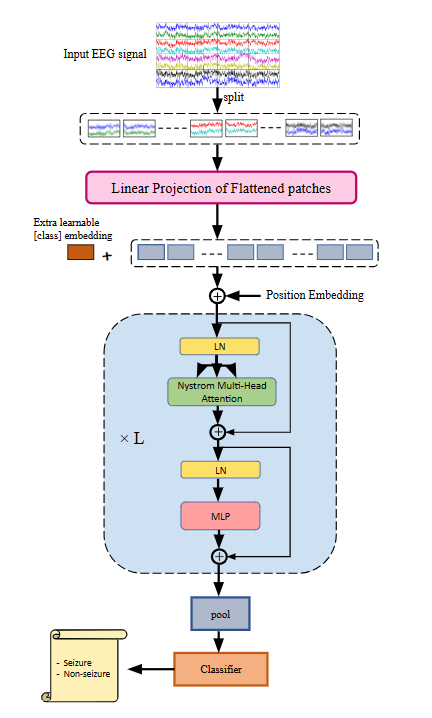 Input EEG signal
split
Linear Projection of Flattened patches
Extra learnable
[class] embedding
+
Position Embedding
LN
Nystrom Multi-Head
Attention
× L
LN
MLP
pool
Classifier
- Seizure
- Non-seizure